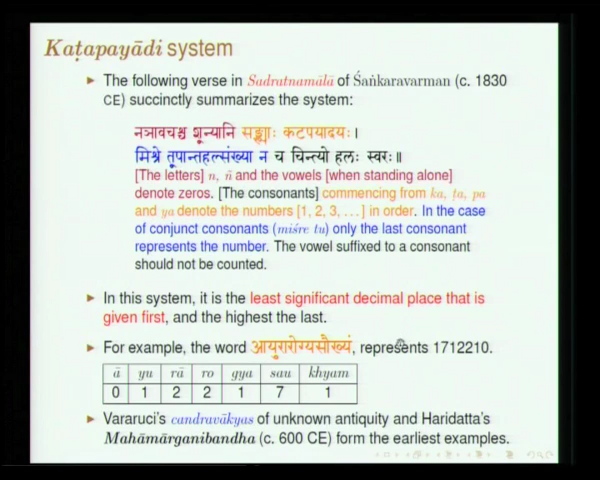 Kaṭapayādi system
The following verse in Sadratnamālā of Śaṅkaravarman (c. 1830
CE) succinctly summarizes the system:
नञावचश्च शून्यानि सङ्ख्याः कटपयादयः।
मिश्रे तूपान्तहल्संख्या न च चिन्त्यो हलः स्वरः॥
[The letters] n, ñ and the vowels [when standing alone]
denote zeros. [The consonants] commencing from ka, ṭa, pa
and ya denote the numbers [1, 2, 3, . . . ] in order. In the case
of conjunct consonants (miśre tu) only the last consonant
represents the number. The vowel suffixed to a consonant
should not be counted.
In this system, it is the least significant decimal place that is
given first, and the highest the last.
For example, the word आयुरारोग्यसौख्यं, represents 1712210.
ā yu rā ro gya sau khyam
0 1 2 2 1 7 1
Vararuci's candravākyas of unknown antiquity and Haridatta's
Mahāmārganibandha (c. 600 CE) form the earliest examples.